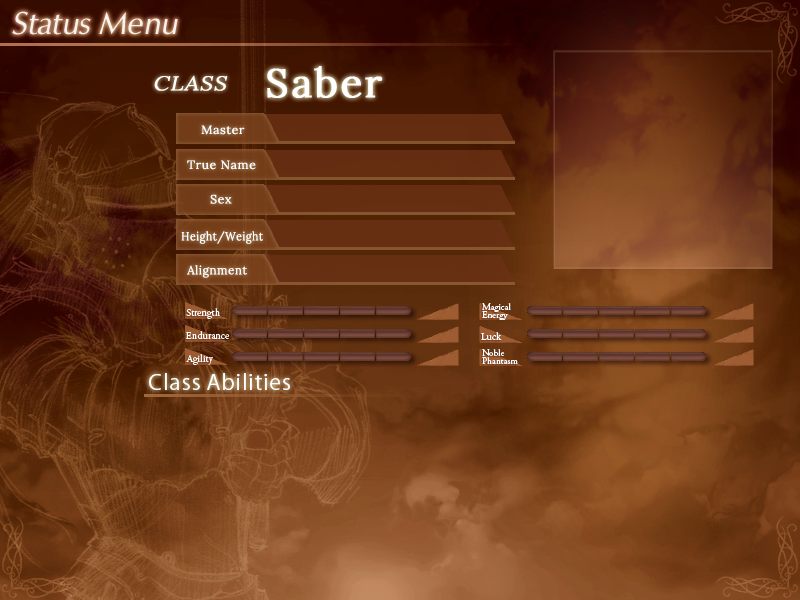 Status Menu
CLASS Saber
Master
True Name
Sex
Height/Weight
Alignment
Strength
Endurance
Agility
Magical
Energy
Luck
Noble
Phantasm
Class Abilities